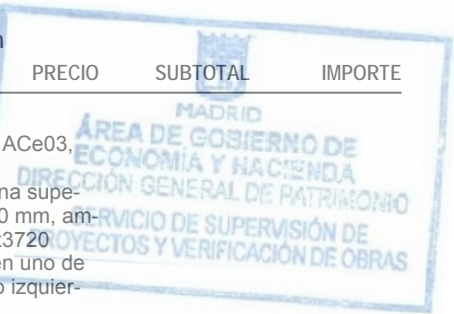 n
PRECIO SUBTOTAL IMPORTE
MADRID
ACe03,
ÁREA DE GOBIERNO DE
ECONOMÍA Y HACIENDA
na supe-
DIRECCIÓN GENERAL DE PATRIMONIO
0 mm, am-
SERVICIO DE SUPERVISIÓN DE
x3720
PROYECTOS Y VERIFICACIÓN DE OBRAS
en uno de
o izquier-